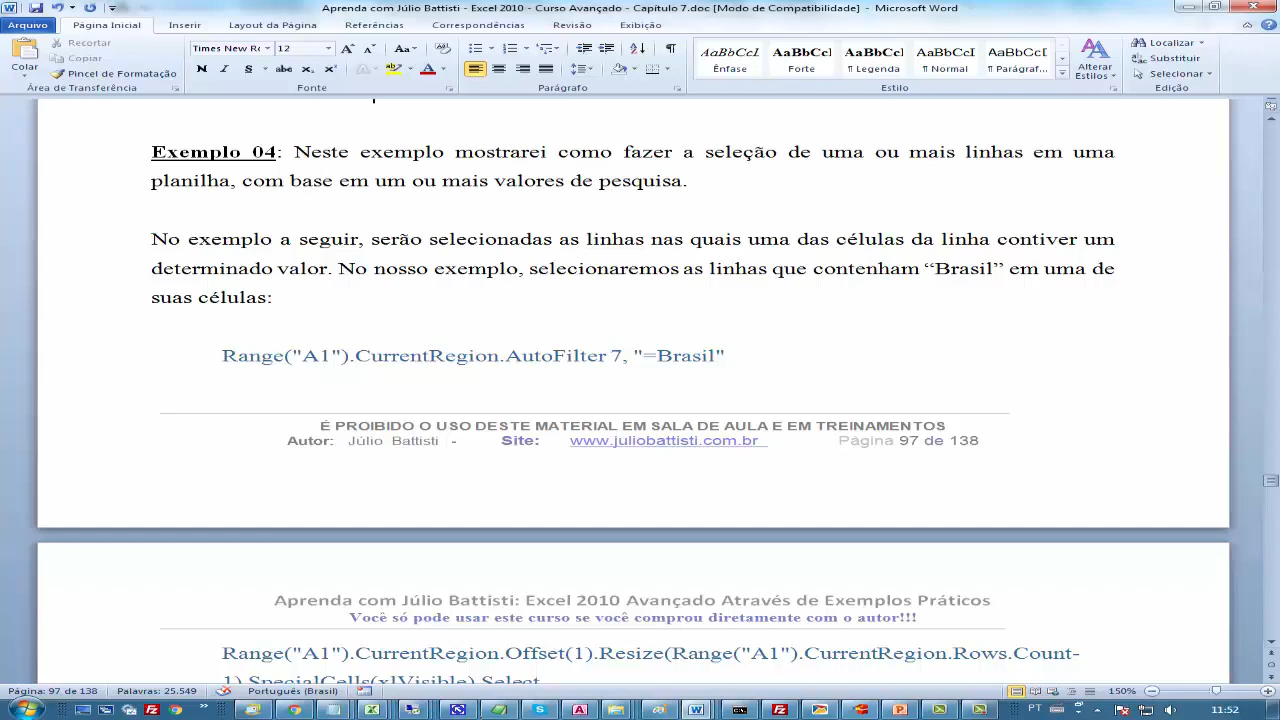 Aprenda com Júlio Battisti - Excel 2010 - Curso Avançado - Capítulo 7.doc [Modo de Compatibilidade] - Microsoft Word
Arquivo Página Inicial Inserir Layout da Página Referências Correspondências Revisão Exibição
Colar
Recortar
Copiar
Pincel de Formatação
Área de Transferência
Times New Ro 12
N I S abc x₂ x²
Fonte
Parágrafo
AaBbCcI AaBbCcI AaBbCcI AaBbCcI AaBbCcI
Ênfase Forte ¶ Legenda ¶ Normal ¶ Parágraf...
Alterar
Estilos
Estilo
Localizar
Substituir
Selecionar
Edição
Exemplo 04: Neste exemplo mostrarei como fazer a seleção de uma ou mais linhas em uma
planilha, com base em um ou mais valores de pesquisa.
No exemplo a seguir, serão selecionadas as linhas nas quais uma das células da linha contiver um
determinado valor. No nosso exemplo, selecionaremos as linhas que contenham “Brasil” em uma de
suas células:
Range("A1").CurrentRegion.AutoFilter 7, "=Brasil"
É PROIBIDO O USO DESTE MATERIAL EM SALA DE AULA E EM TREINAMENTOS
Autor: Júlio Battisti - Site: www.juliobattisti.com.br Página 97 de 138
Aprenda com Júlio Battisti: Excel 2010 Avançado Através de Exemplos Práticos
Você só pode usar este curso se você comprou diretamente com o autor!!!
Range("A1").CurrentRegion.Offset(1).Resize(Range("A1").CurrentRegion.Rows.Count-
1).SpecialCells(xlVisible).Select
Página: 97 de 138 Palavras: 25.549 Português (Brasil) 150%
PT 11:52